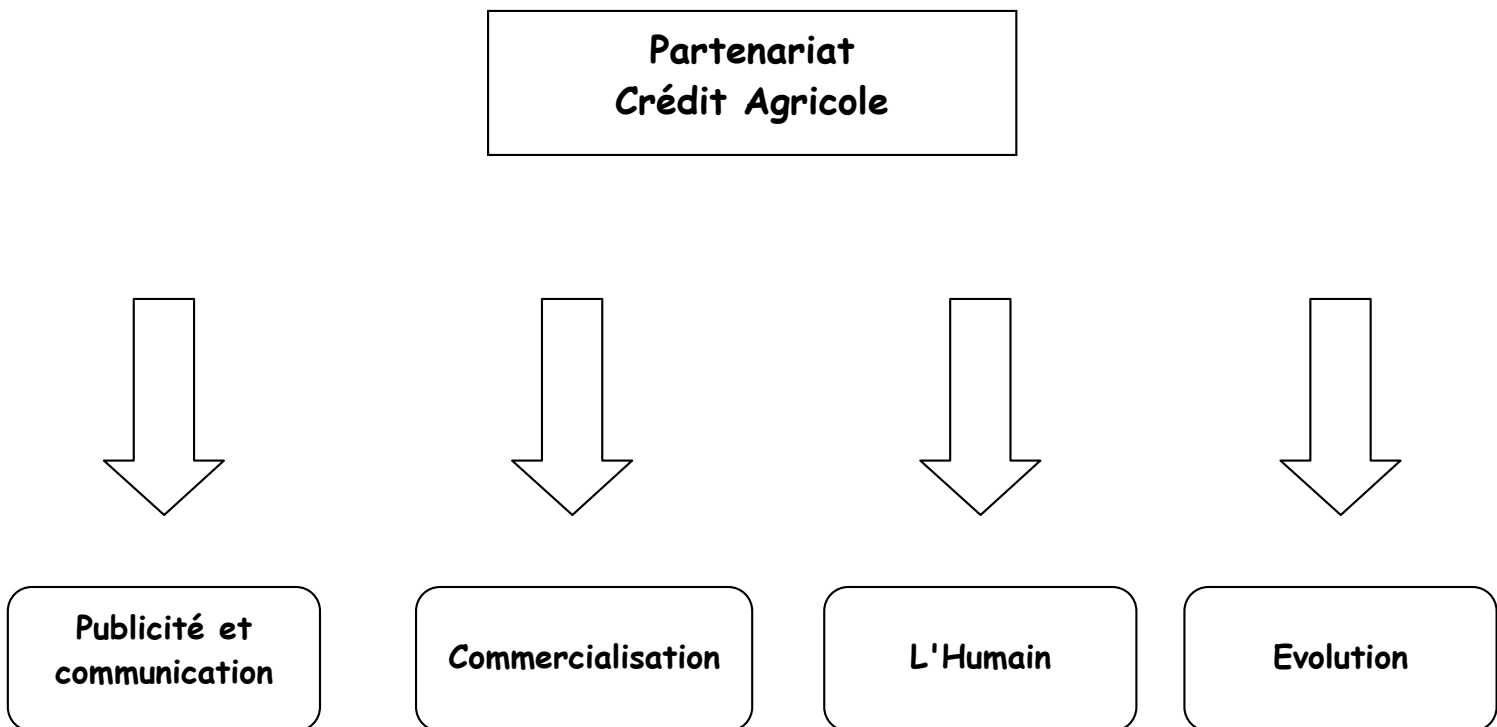 Partenariat
Crédit Agricole
Publicité et
communication
Commercialisation
L'Humain
Evolution